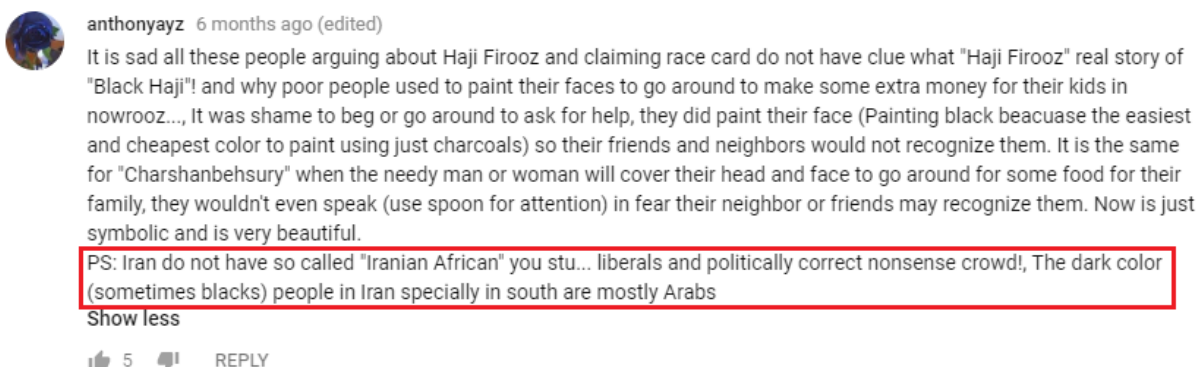 anthonyayz 6 months ago (edited)
It is sad all these people arguing about Haji Firooz and claiming race card do not have clue what "Haji Firooz" real story of
"Black Haji"! and why poor people used to paint their faces to go around to make some extra money for their kids in
nowrooz..., It was shame to beg or go around to ask for help, they did paint their face (Painting black beacuase the easiest
and cheapest color to paint using just charcoals) so their friends and neighbors would not recognize them. It is the same
for "Charshanbehsury" when the needy man or woman will cover their head and face to go around for some food for their
family, they wouldn't even speak (use spoon for attention) in fear their neighbor or friends may recognize them. Now is just
symbolic and is very beautiful.
PS: Iran do not have so called "Iranian African" you stu... liberals and politically correct nonsense crowd!, The dark color
(sometimes blacks) people in Iran specially in south are mostly Arabs
Show less
5 REPLY